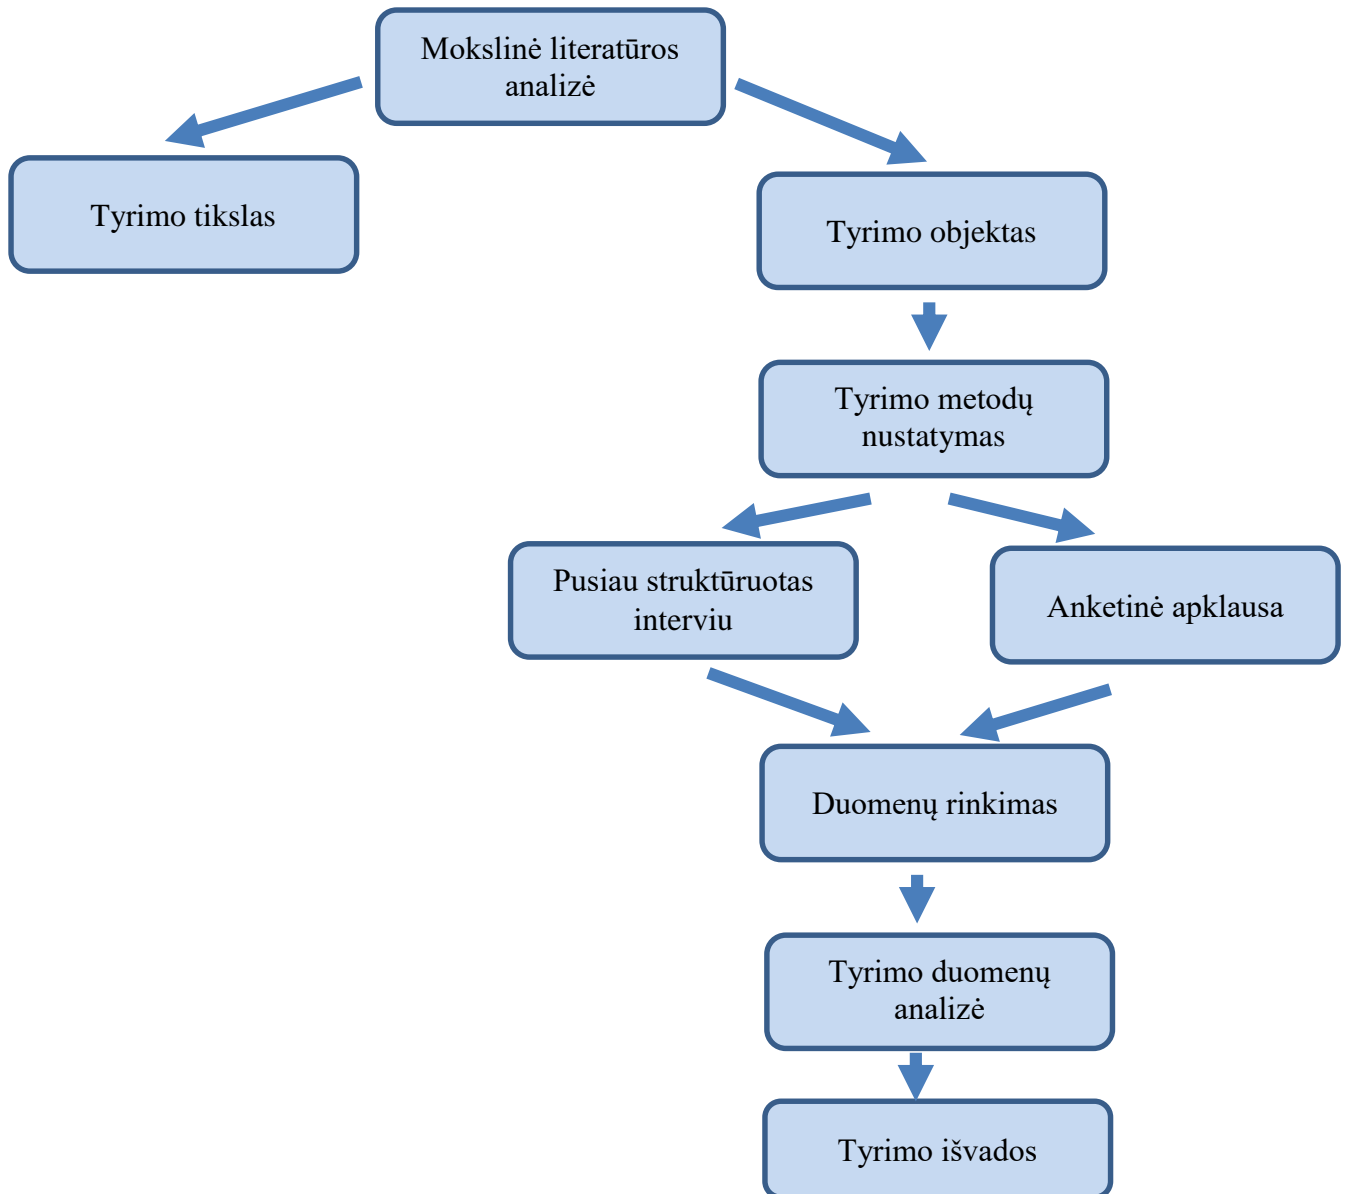 Mokslinė literatūros
analizė
Tyrimo tikslas
Tyrimo objektas
Tyrimo metodų
nustatymas
Pusiau struktūruotas
interviu
Anketinė apklausa
Duomenų rinkimas
Tyrimo duomenų
analizė
Tyrimo išvados